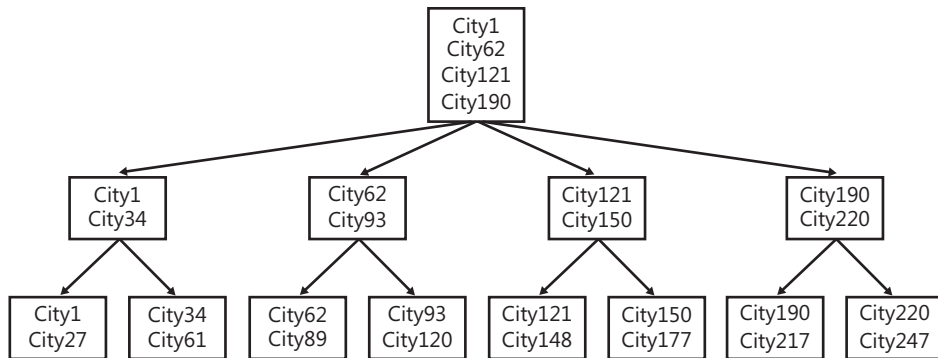 City1
City62
City121
City190
City1
City34
City62
City93
City121
City150
City190
City220
City1
City27
City34
City61
City62
City89
City93
City120
City121
City148
City150
City177
City190
City217
City220
City247